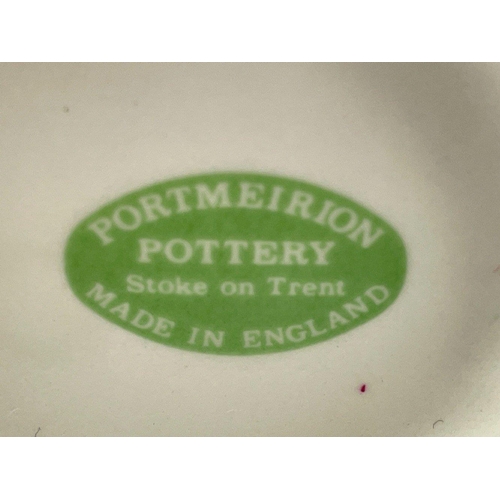 PORTMEIRION
POTTERY
Stoke on Trent
MADE IN ENGLAND